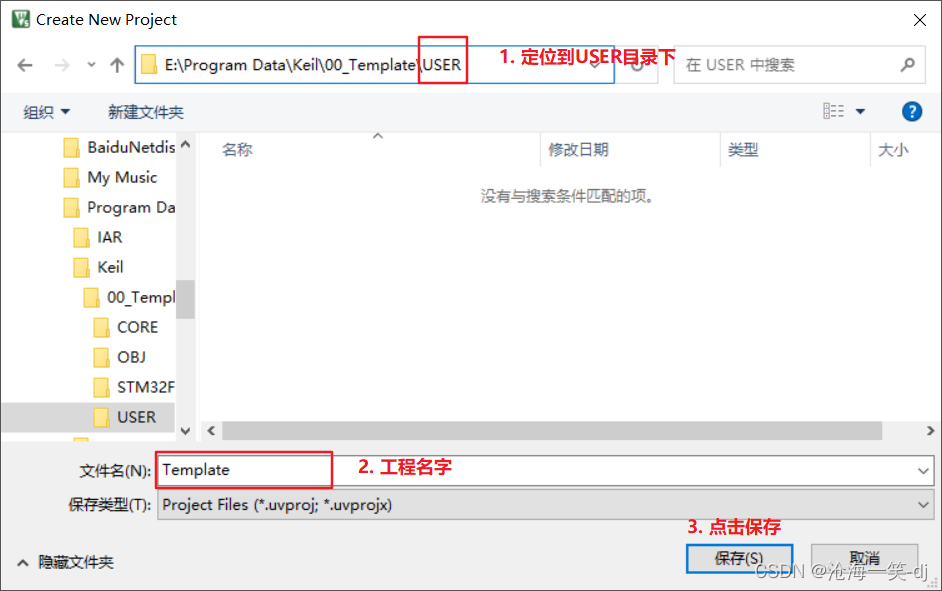 Create New Project
E:\Program Data\Keil\00_Template\USER
1. 定位到USER目录下
在 USER 中搜索
组织
新建文件夹
BaiduNetdis
My Music
Program Da
IAR
Keil
00_Templ
CORE
OBJ
STM32F
USER
名称
修改日期
类型
大小
没有与搜索条件匹配的项。
文件名(N):
Template
2. 工程名字
保存类型(T):
Project Files (*.uvproj; *.uvprojx)
3. 点击保存
隐藏文件夹
保存(S)
取消
CSDN @沧海一笑-dj